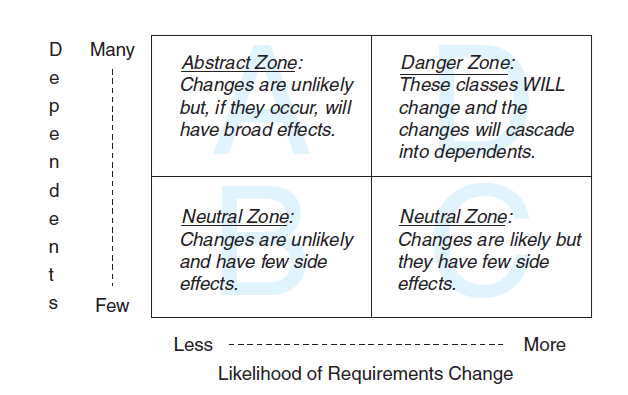 Dependents
Many
A
Abstract Zone:
Changes are unlikely
but, if they occur, will
have broad effects.
D
Danger Zone:
These classes WILL
change and the
changes will cascade
into dependents.
B
Neutral Zone:
Changes are unlikely
and have few side
effects.
C
Neutral Zone:
Changes are likely but
they have few side
effects.
Few
Less
More
Likelihood of Requirements Change